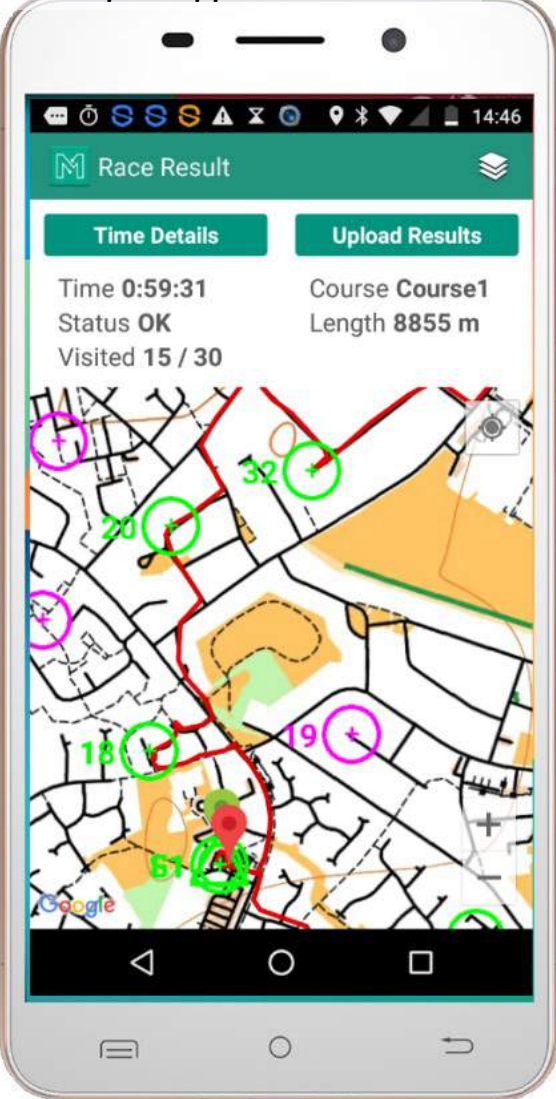 14:46
M Race Result
Time Details
Upload Results
Time 0:59:31
Course Course1
Status OK
Length 8855 m
Visited 15 / 30
32
20
19
18
Google